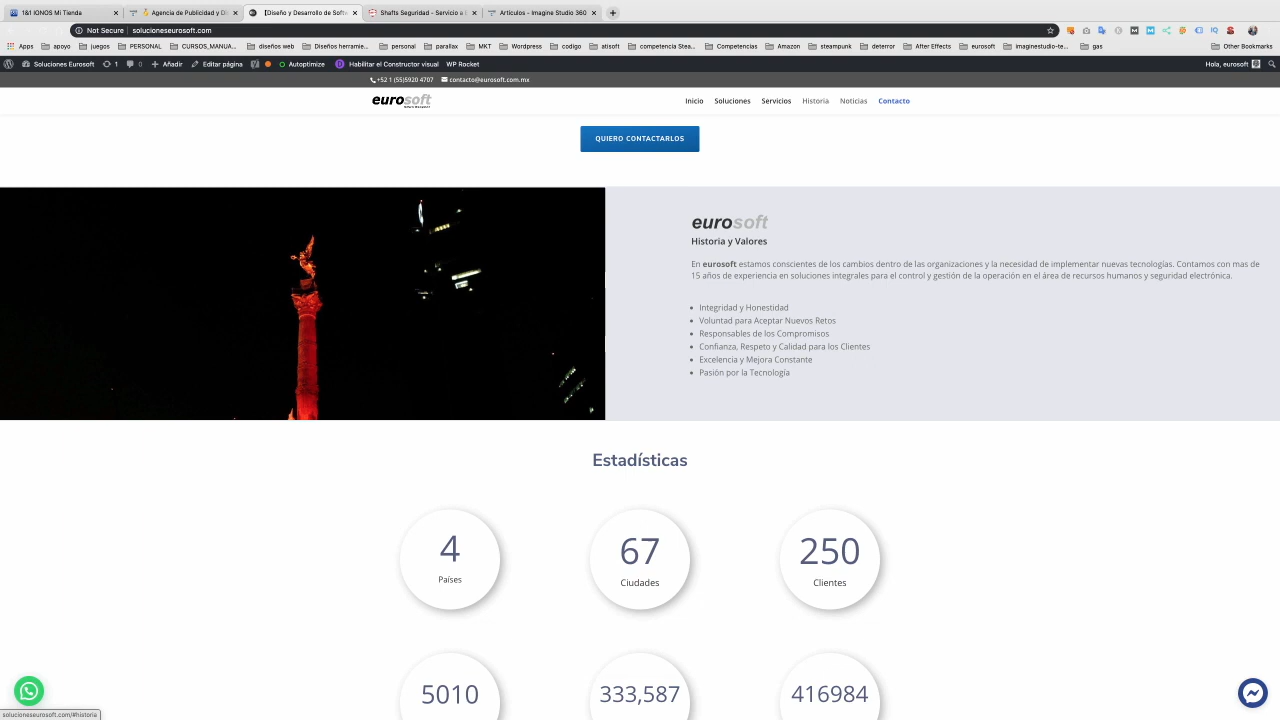 1&1 IONOS Mi Tienda
Agencia de Publicidad y Di
【Diseño y Desarrollo de Softw
Shafts Seguridad - Servicio a
Artículos - Imagine Studio 360
Not Secure
solucioneseurosoft.com
Apps
apoyo
juegos
PERSONAL
CURSOS_MANUA...
diseños web
Diseños herramie...
personal
parallax
MKT
Wordpress
codigo
atisoft
competencia Stea...
Competencias
Amazon
steampunk
deterror
After Effects
eurosoft
imaginestudio-te...
gas
Other Bookmarks
Soluciones Eurosoft
1
0
Añadir
Editar página
Autoptimize
Habilitar el Constructor visual
WP Rocket
Hola, eurosoft
+52 1 (55)5920 4707
contacto@eurosoft.com.mx
eurosoft
Inicio
Soluciones
Servicios
Historia
Noticias
Contacto
QUIERO CONTACTARLOS
eurosoft
Historia y Valores
En eurosoft estamos conscientes de los cambios dentro de las organizaciones y la necesidad de implementar nuevas tecnologías. Contamos con mas de
15 años de experiencia en soluciones integrales para el control y gestión de la operación en el área de recursos humanos y seguridad electrónica.
Integridad y Honestidad
Voluntad para Aceptar Nuevos Retos
Responsables de los Compromisos
Confianza, Respeto y Calidad para los Clientes
Excelencia y Mejora Constante
Pasión por la Tecnología
Estadísticas
4
Países
67
Ciudades
250
Clientes
5010
333,587
416984
solucioneseurosoft.com/#historia